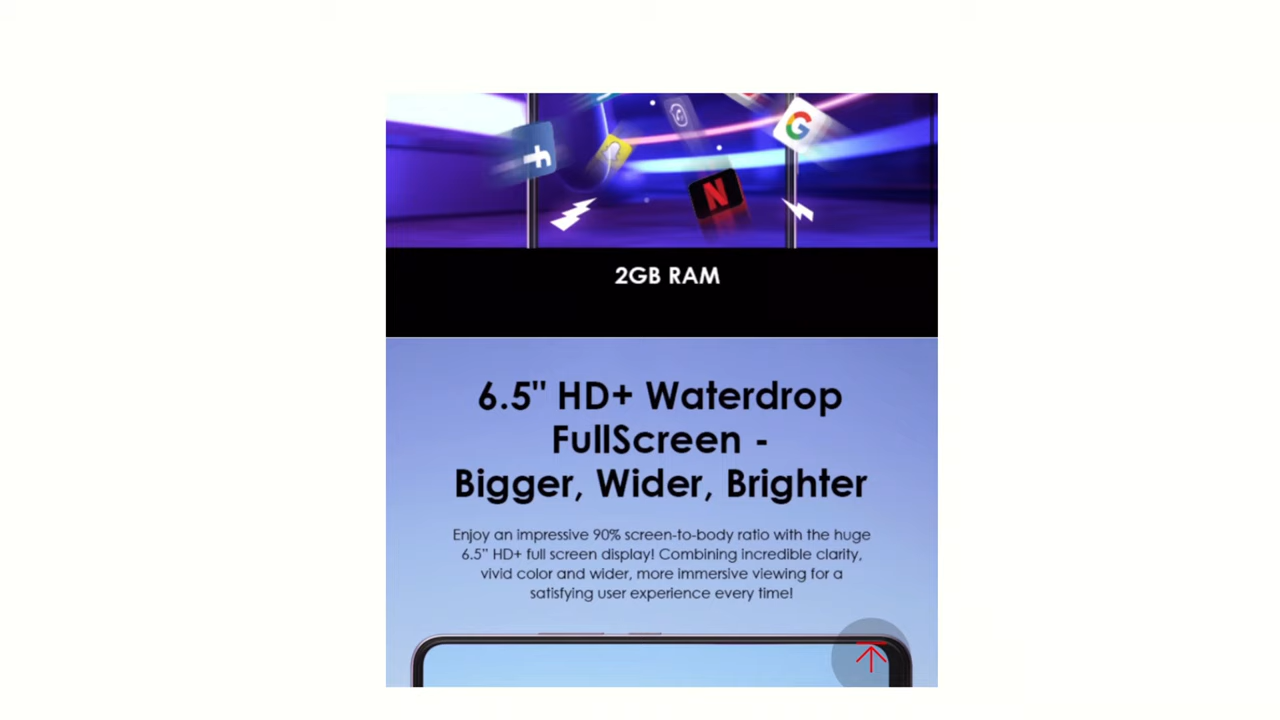 G
N
2GB RAM
6.5" HD+ Waterdrop
FullScreen -
Bigger, Wider, Brighter
Enjoy an impressive 90% screen-to-body ratio with the huge
6.5" HD+ full screen display! Combining incredible clarity,
vivid color and wider, more immersive viewing for a
satisfying user experience every time!